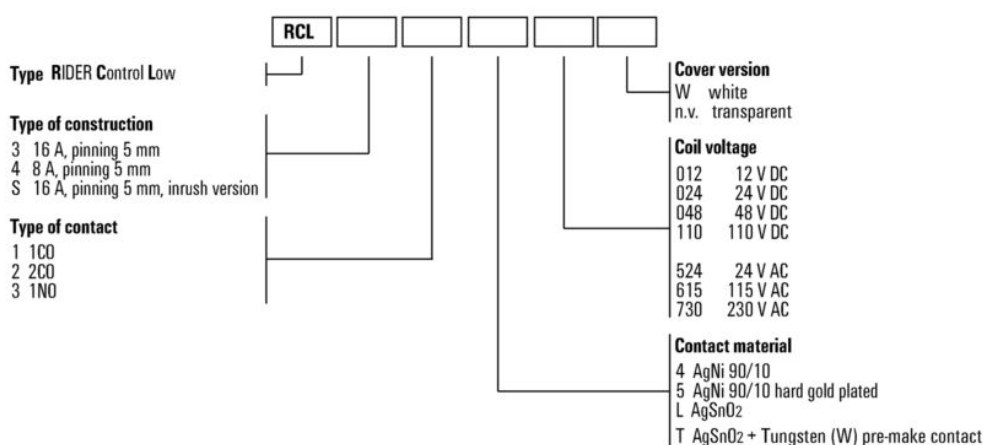 RCL
Type RIDER Control Low
Type of construction
3 16 A, pinning 5 mm
4 8 A, pinning 5 mm
S 16 A, pinning 5 mm, inrush version
Type of contact
1 1CO
2 2CO
3 1NO
Cover version
W white
n.v. transparent
Coil voltage
012 12 V DC
024 24 V DC
048 48 V DC
110 110 V DC
524 24 V AC
615 115 V AC
730 230 V AC
Contact material
4 AgNi 90/10
5 AgNi 90/10 hard gold plated
L AgSnO2
T AgSnO2 + Tungsten (W) pre-make contact